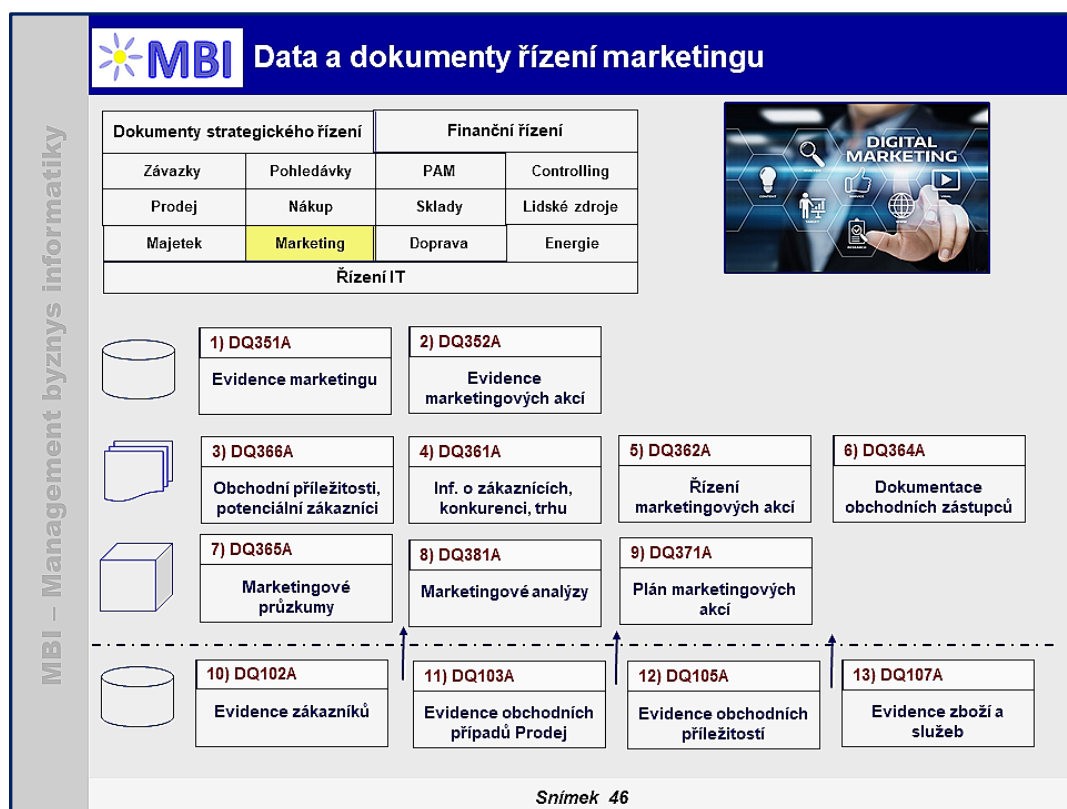 MBI
Data a dokumenty řízení marketingu
MBI – Management byznys informatiky
Dokumenty strategického řízení
Finanční řízení
Závazky
Pohledávky
PAM
Controlling
Prodej
Nákup
Sklady
Lidské zdroje
Majetek
Marketing
Doprava
Energie
Řízení IT
DIGITAL
MARKETING
CONTENT
TARGET
RESEARCH
1) DQ351A
Evidence marketingu
2) DQ352A
Evidence
marketingových akcí
3) DQ366A
Obchodní příležitosti,
potenciální zákazníci
4) DQ361A
Inf. o zákaznících,
konkurenci, trhu
5) DQ362A
Řízení
marketingových akcí
6) DQ364A
Dokumentace
obchodních zástupců
7) DQ365A
Marketingové
průzkumy
8) DQ381A
Marketingové analýzy
9) DQ371A
Plán marketingových
akcí
10) DQ102A
Evidence zákazníků
11) DQ103A
Evidence obchodních
případů Prodej
12) DQ105A
Evidence obchodních
příležitostí
13) DQ107A
Evidence zboží a
služeb
Snímek 46